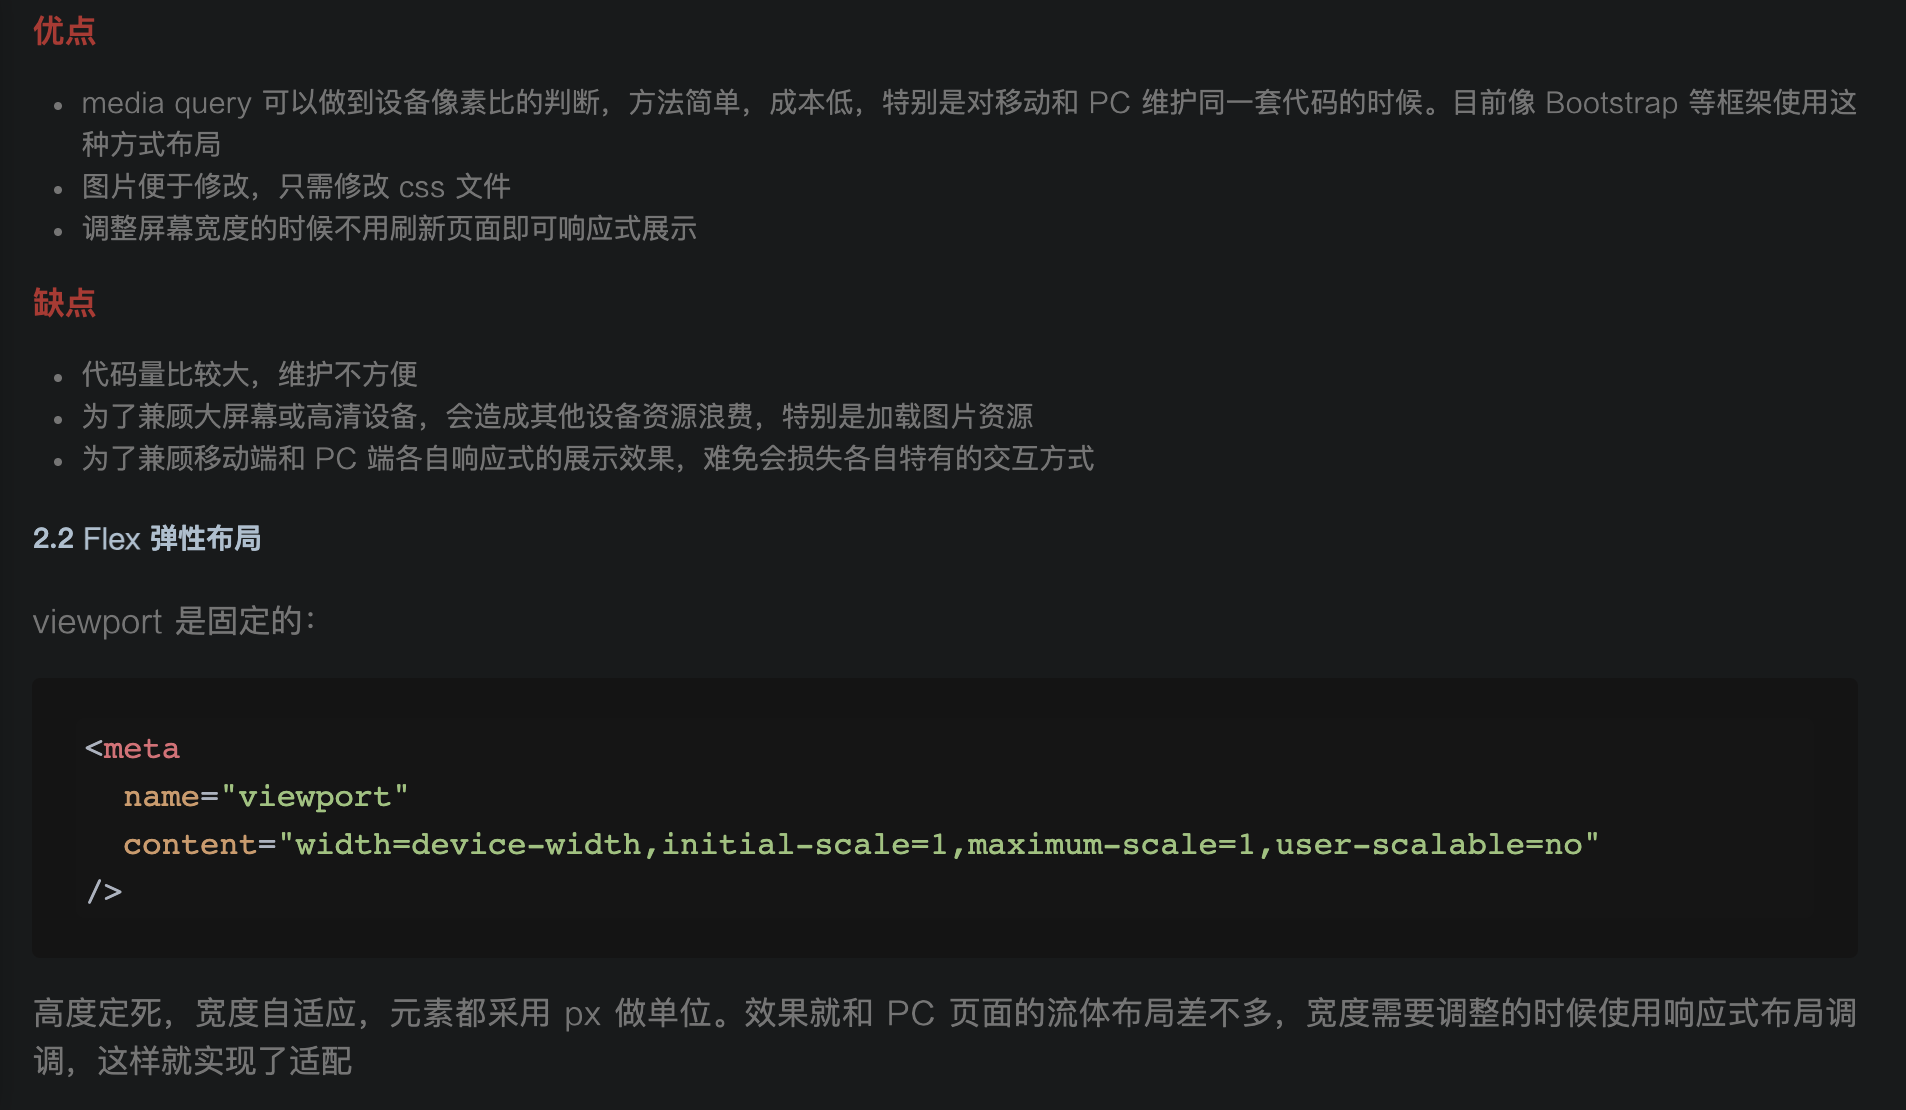 优点
media query 可以做到设备像素比的判断，方法简单，成本低，特别是对移动和 PC 维护同一套代码的时候。目前像 Bootstrap 等框架使用这
种方式布局
图片便于修改，只需修改 css 文件
调整屏幕宽度的时候不用刷新页面即可响应式展示
缺点
代码量比较大，维护不方便
为了兼顾大屏幕或高清设备，会造成其他设备资源浪费，特别是加载图片资源
为了兼顾移动端和 PC 端各自响应式的展示效果，难免会损失各自特有的交互方式
2.2 Flex 弹性布局
viewport 是固定的：
<meta
  name="viewport"
  content="width=device-width,initial-scale=1,maximum-scale=1,user-scalable=no"
/>
高度定死，宽度自适应，元素都采用 px 做单位。效果就和 PC 页面的流体布局差不多，宽度需要调整的时候使用响应式布局调
调，这样就实现了适配